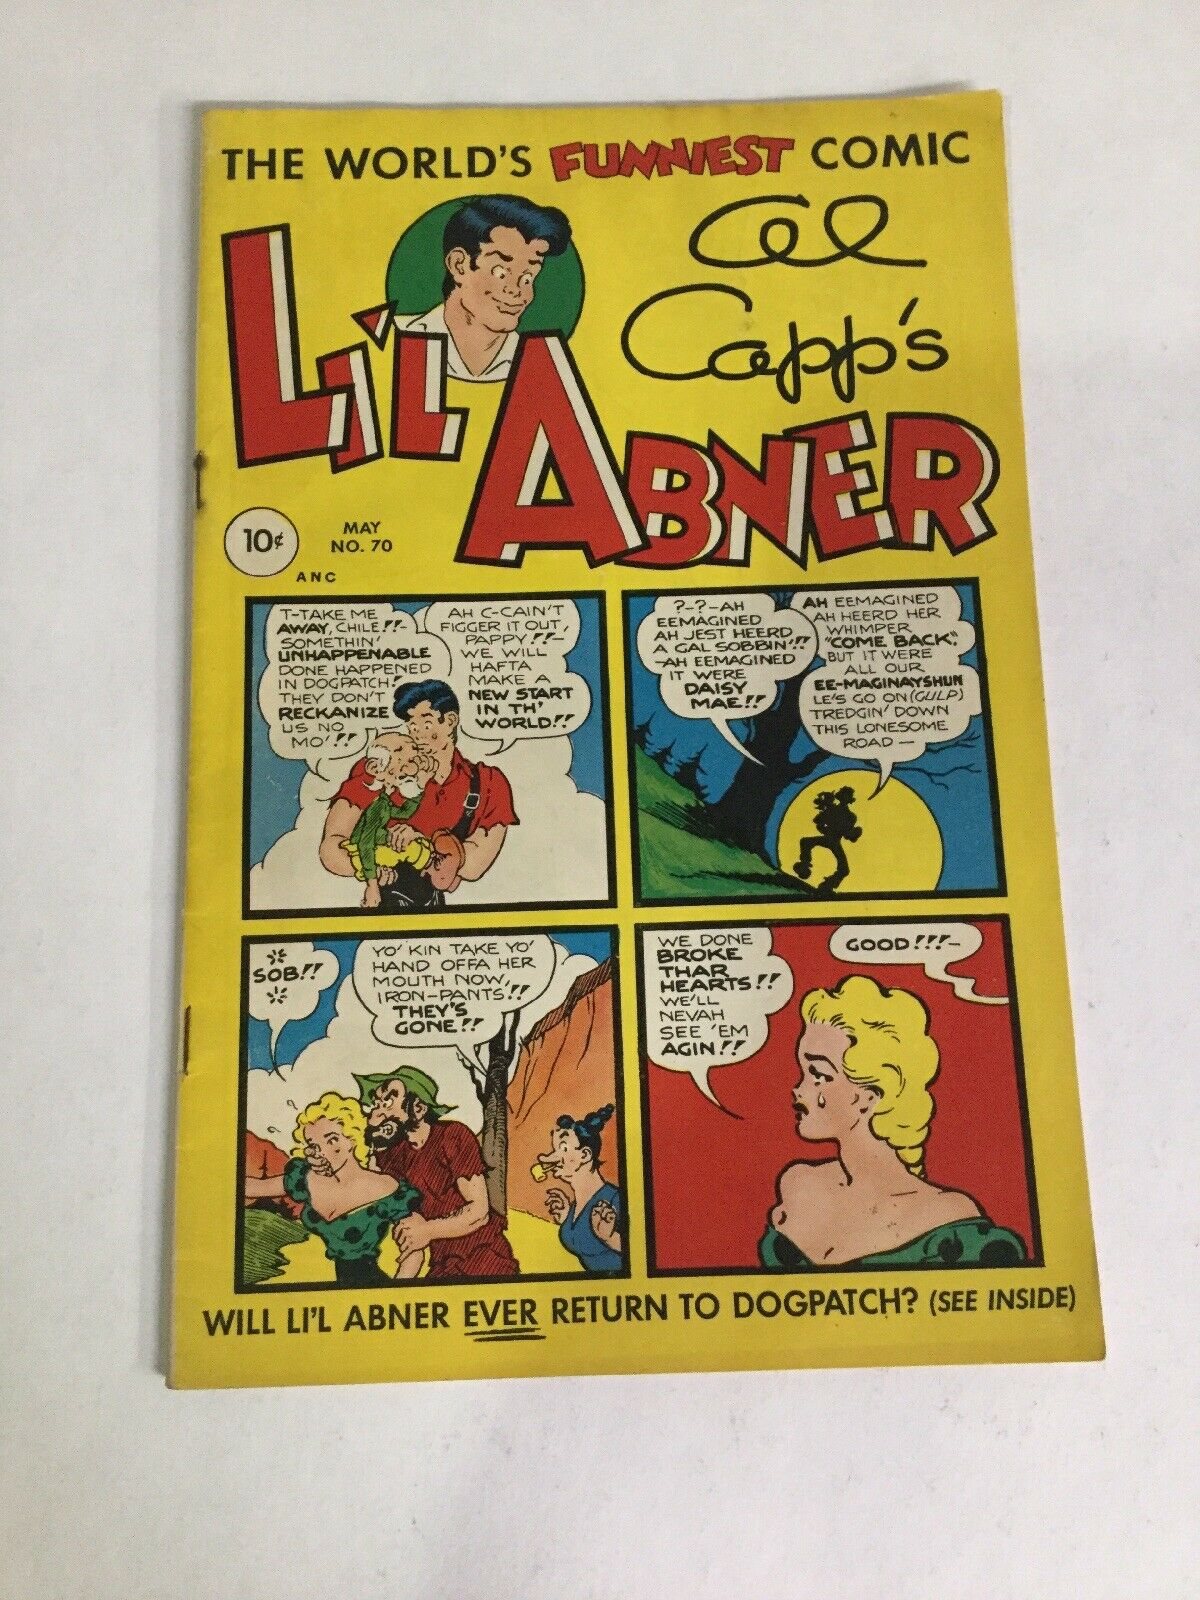 THE WORLD'S FUNNIEST COMIC
Al
Capp's
LI'L ABNER
10¢
MAY
NO. 70
ANC
T-TAKE ME
AWAY, CHILE!!-
SOMETHIN'
UNHAPPENABLE
DONE HAPPENED
IN DOGPATCH!
THEY DON'T
RECKANIZE
US NO
MO'!!
AH C-CAIN'T
FIGGER IT OUT,
PAPPY!!-
WE WILL
HAFTA
MAKE A
NEW START
IN TH'
WORLD!!
?-?-AH
EEMAGINED
AH JEST HEERD
A GAL SOBBIN'!!
-AH EEMAGINED
IT WERE
DAISY
MAE!!
AH EEMAGINED
AH HEERD HER
WHIMPER
"COME BACK".
BUT IT WERE
ALL OUR
EE-MAGINAYSHUN
LE'S GO ON (GULP)
TREDGIN' DOWN
THIS LONESOME
ROAD-
SOB!!
YO' KIN TAKE YO'
HAND OFFA HER
MOUTH NOW,
IRON-PANTS!!
THEY'S
GONE!!
WE DONE
BROKE
THAR
HEARTS!!
WE'LL
NEVAH
SEE 'EM
AGIN!!
GOOD!!!-
WILL LI'L ABNER EVER RETURN TO DOGPATCH? (SEE INSIDE)